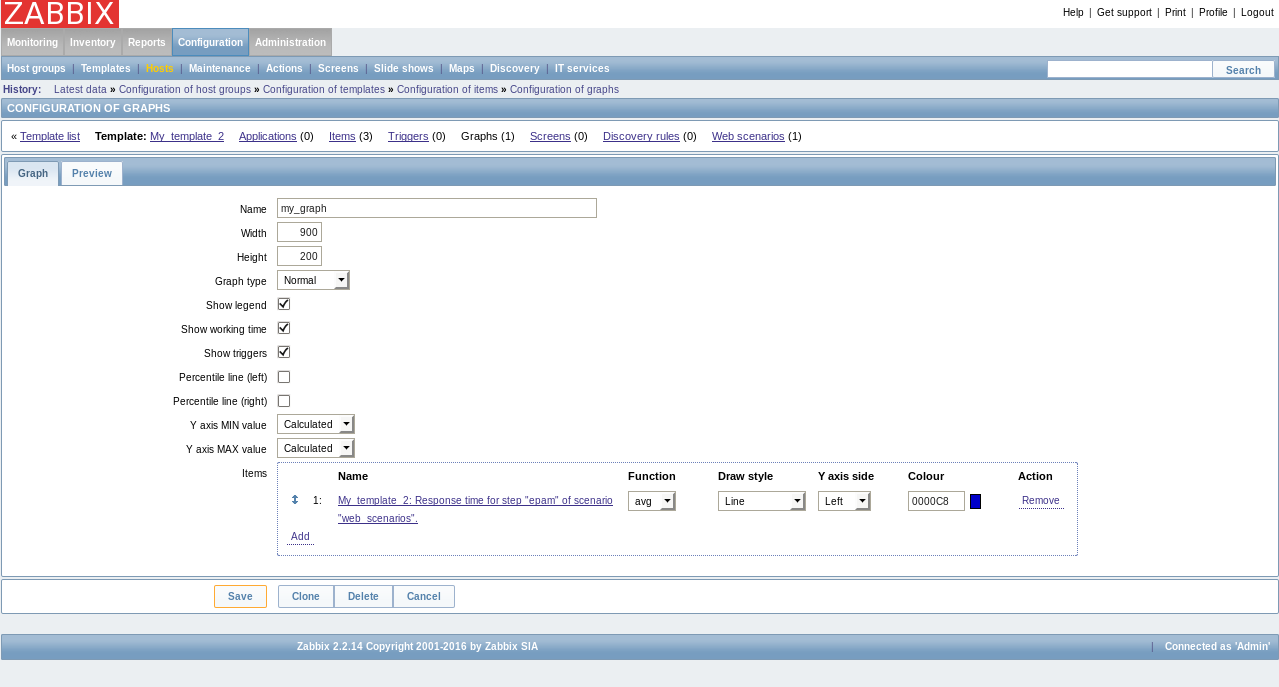 ZABBIX
Help | Get support | Print | Profile | Logout
Monitoring Inventory Reports Configuration Administration
Host groups | Templates | Hosts | Maintenance | Actions | Screens | Slide shows | Maps | Discovery | IT services Search
History: Latest data » Configuration of host groups » Configuration of templates » Configuration of items » Configuration of graphs
CONFIGURATION OF GRAPHS
« Template list Template: My_template_2 Applications (0) Items (3) Triggers (0) Graphs (1) Screens (0) Discovery rules (0) Web scenarios (1)
Graph Preview
Name my_graph
Width 900
Height 200
Graph type Normal
Show legend
Show working time
Show triggers
Percentile line (left)
Percentile line (right)
Y axis MIN value Calculated
Y axis MAX value Calculated
Items Name Function Draw style Y axis side Colour Action
1: My_template_2: Response time for step "epam" of scenario avg Line Left 0000C8 Remove
"web_scenarios".
Add
Save Clone Delete Cancel
Zabbix 2.2.14 Copyright 2001-2016 by Zabbix SIA | Connected as 'Admin'